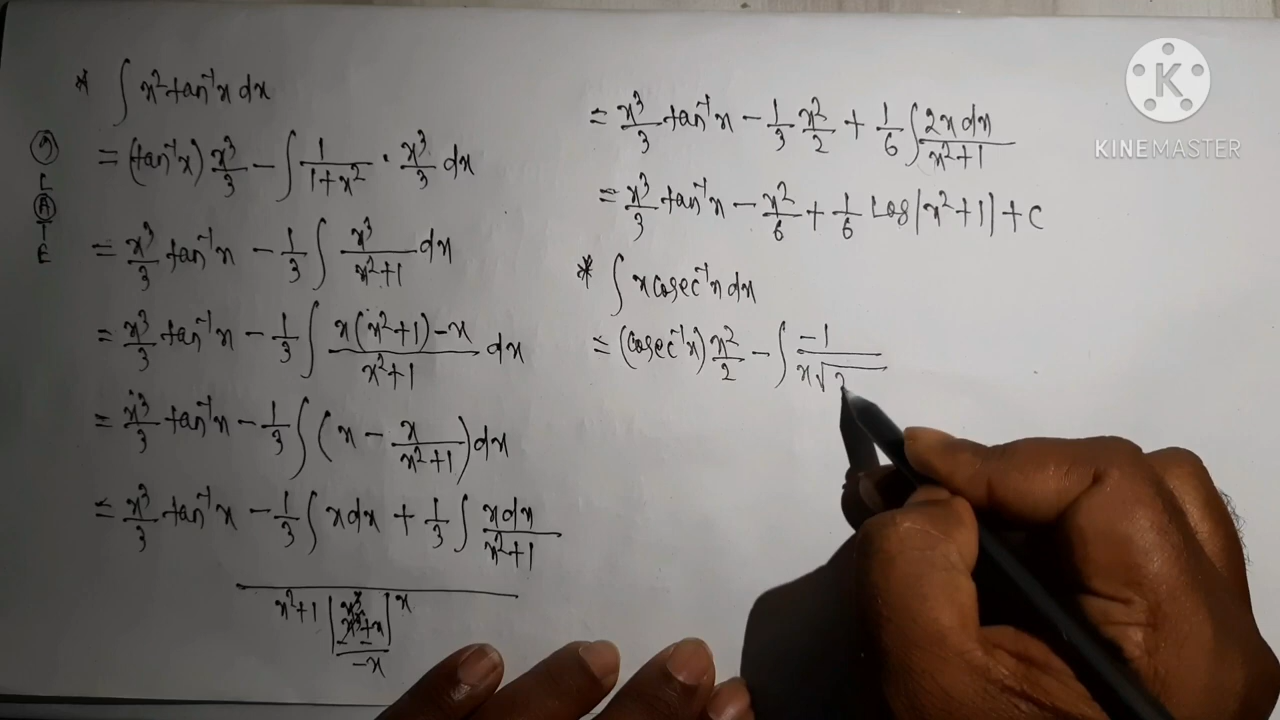 * ∫ x² tan⁻¹x dx
= (tan⁻¹x) x³/3 − ∫ 1/(1+x²) · x³/3 dx
= x³/3 tan⁻¹x − 1/3 ∫ x³/(x²+1) dx
= x³/3 tan⁻¹x − 1/3 ∫ (x(x²+1)−x)/(x²+1) dx
= x³/3 tan⁻¹x − 1/3 ∫ (x − x/(x²+1)) dx
= x³/3 tan⁻¹x − 1/3 ∫ x dx + 1/3 ∫ x dx/(x²+1)
x²+1 | x³ | x
x³+x
− −
−x
L
A
T
E
= x³/3 tan⁻¹x − 1/3 x²/2 + 1/6 ∫ 2x dx/(x²+1)
= x³/3 tan⁻¹x − x²/6 + 1/6 Log|x²+1| + C
* ∫ x cosec⁻¹x dx
= (cosec⁻¹x) x²/2 − ∫ −1/x√
K
KINEMASTER